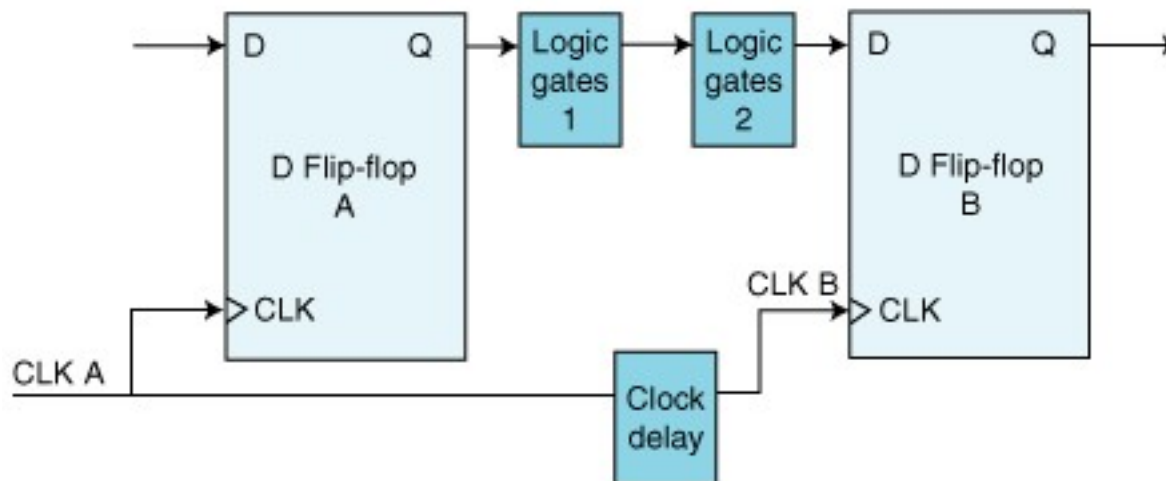 D
Q
Logic
gates
1
Logic
gates
2
D
Q
D Flip-flop
A
D Flip-flop
B
CLK
CLK B
CLK
CLK A
Clock
delay